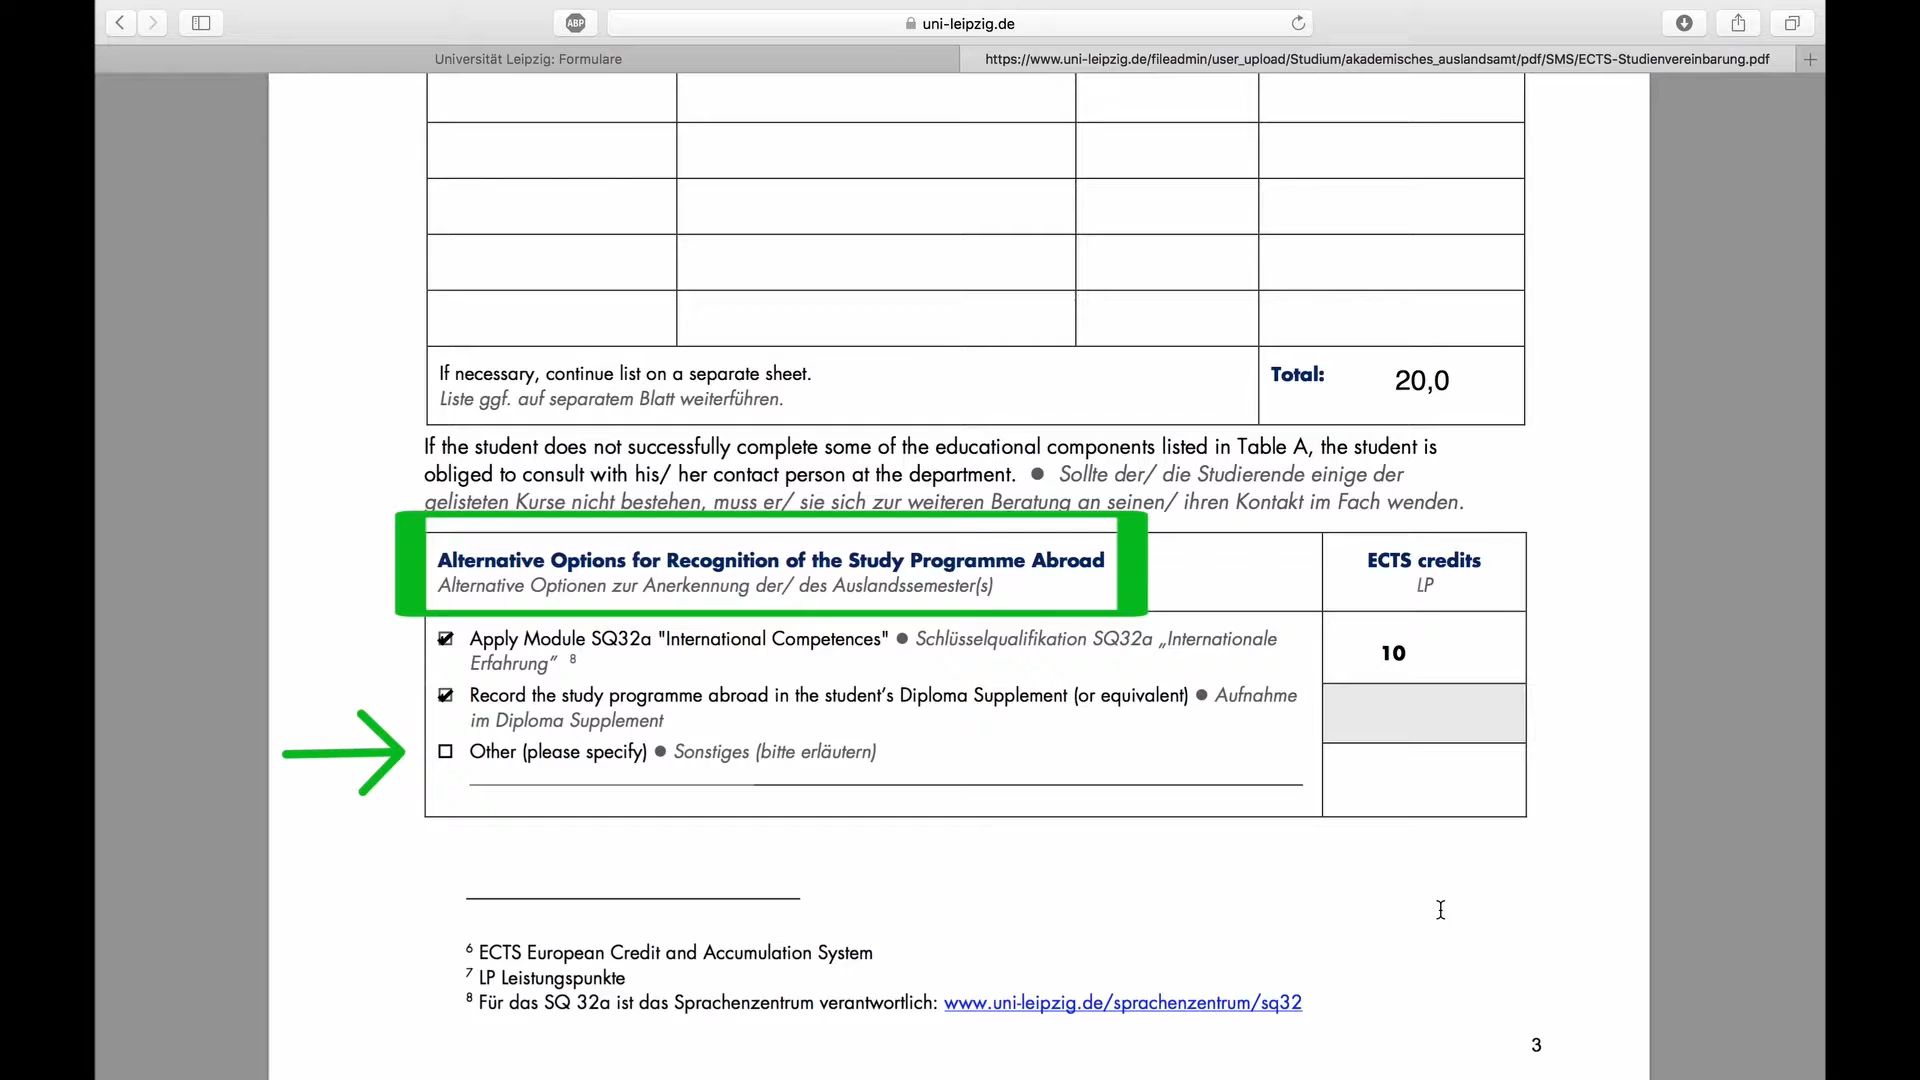 ABP
uni-leipzig.de
Universität Leipzig: Formulare
https://www.uni-leipzig.de/fileadmin/user_upload/Studium/akademisches_auslandsamt/pdf/SMS/ECTS-Studienvereinbarung.pdf
If necessary, continue list on a separate sheet.
Liste ggf. auf separatem Blatt weiterführen.
Total: 20,0
If the student does not successfully complete some of the educational components listed in Table A, the student is
obliged to consult with his/ her contact person at the department. ● Sollte der/ die Studierende einige der
gelisteten Kurse nicht bestehen, muss er/ sie sich zur weiteren Beratung an seinen/ ihren Kontakt im Fach wenden.
Alternative Options for Recognition of the Study Programme Abroad
Alternative Optionen zur Anerkennung der/ des Auslandssemester(s)
ECTS credits
LP
Apply Module SQ32a "International Competences" ● Schlüsselqualifikation SQ32a „Internationale
Erfahrung" 8
10
Record the study programme abroad in the student's Diploma Supplement (or equivalent) ● Aufnahme
im Diploma Supplement
Other (please specify) ● Sonstiges (bitte erläutern)
6 ECTS European Credit and Accumulation System
7 LP Leistungspunkte
8 Für das SQ 32a ist das Sprachenzentrum verantwortlich: www.uni-leipzig.de/sprachenzentrum/sq32
3